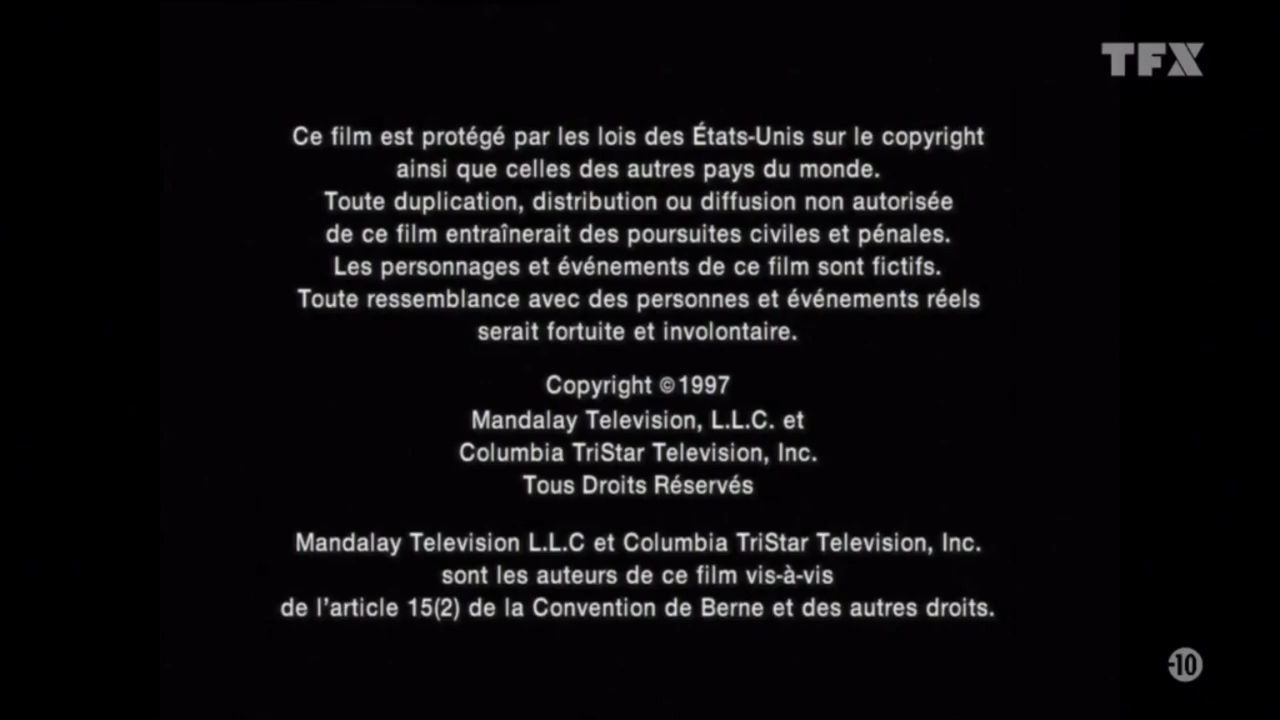 TFX
Ce film est protégé par les lois des États-Unis sur le copyright
ainsi que celles des autres pays du monde.
Toute duplication, distribution ou diffusion non autorisée
de ce film entraînerait des poursuites civiles et pénales.
Les personnages et événements de ce film sont fictifs.
Toute ressemblance avec des personnes et événements réels
serait fortuite et involontaire.
Copyright ©1997
Mandalay Television, L.L.C. et
Columbia TriStar Television, Inc.
Tous Droits Réservés
Mandalay Television L.L.C et Columbia TriStar Television, Inc.
sont les auteurs de ce film vis-à-vis
de l'article 15(2) de la Convention de Berne et des autres droits.
-10